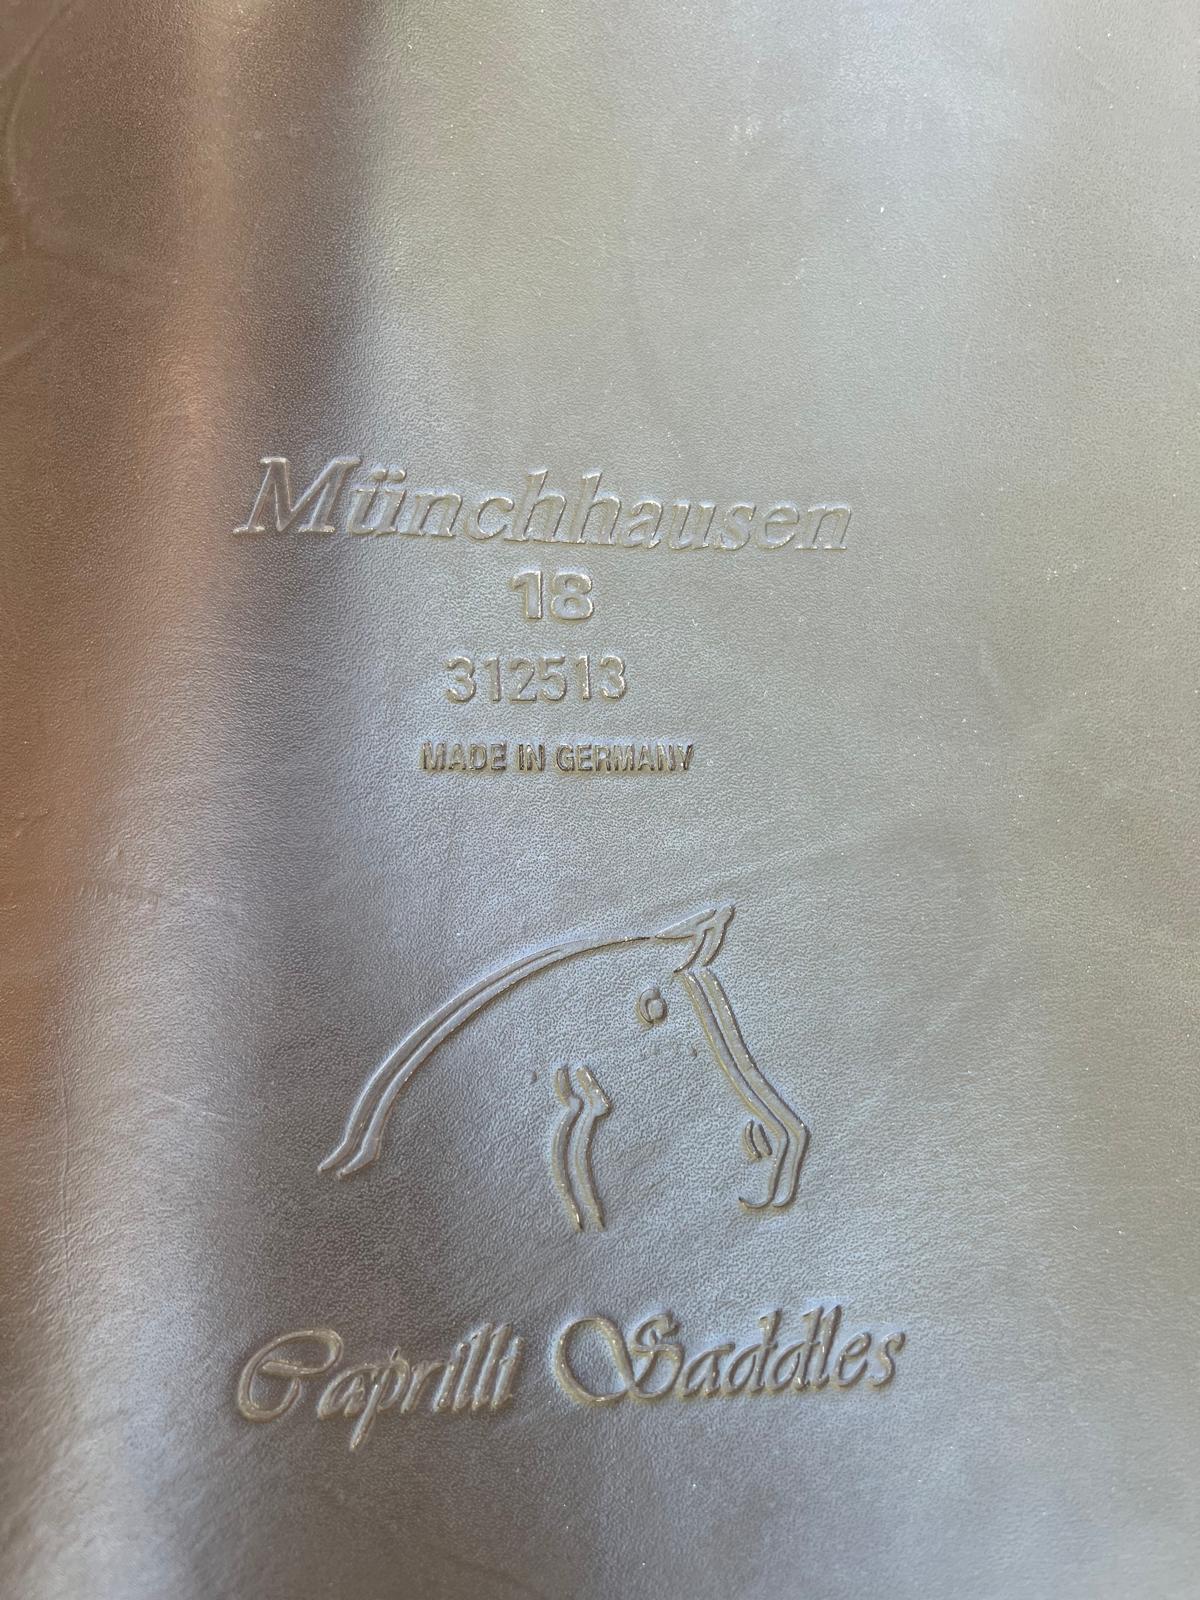 Münchhausen
18
312513
MADE IN GERMANY
Caprilli Saddles